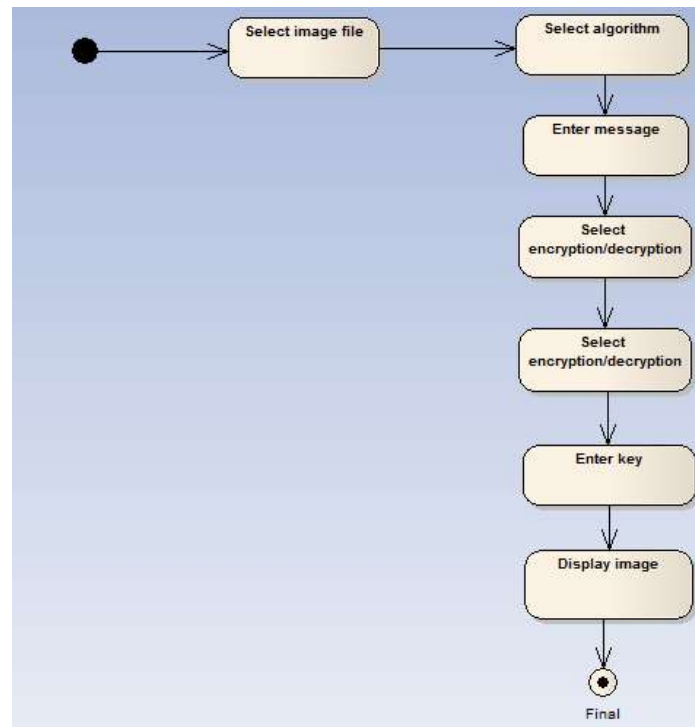 Select image file
Select algorithm
Enter message
Select
encryption/decryption
Select
encryption/decryption
Enter key
Display image
Final